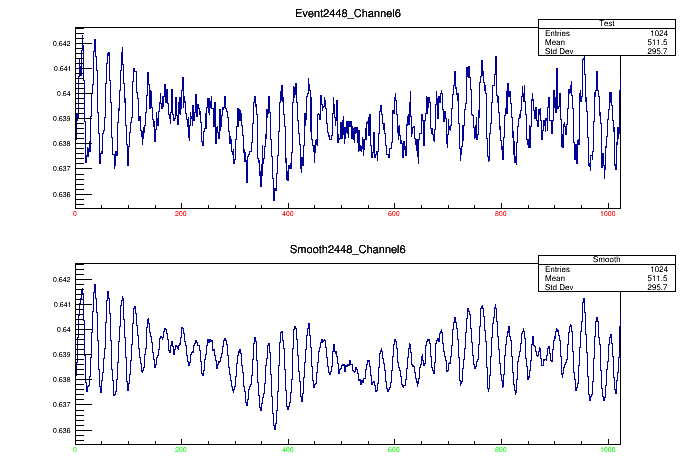 Event2448_Channel6
Test
Entries 1024
Mean 511.5
Std Dev 295.7
0.642
0.641
0.64
0.639
0.638
0.637
0.636
0 200 400 600 800 1000
Smooth2448_Channel6
Smooth
Entries 1024
Mean 511.5
Std Dev 295.7
0.642
0.641
0.64
0.639
0.638
0.637
0.636
0 200 400 600 800 1000